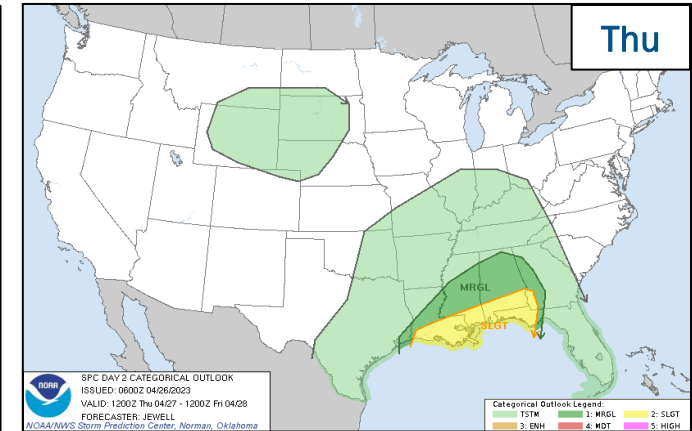 Thu
MRGL
SLGT
NOAA
SPC DAY 2 CATEGORICAL OUTLOOK
ISSUED: 0600Z 04/26/2023
VALID: 1200Z Thu 04/27 - 1200Z Fri 04/28
FORECASTER: JEWELL
NOAA/NWS Storm Prediction Center, Norman, Oklahoma
Categorical Outlook Legend:
TSTM 1: MRGL 2: SLGT
3: ENH 4: MDT 5: HIGH